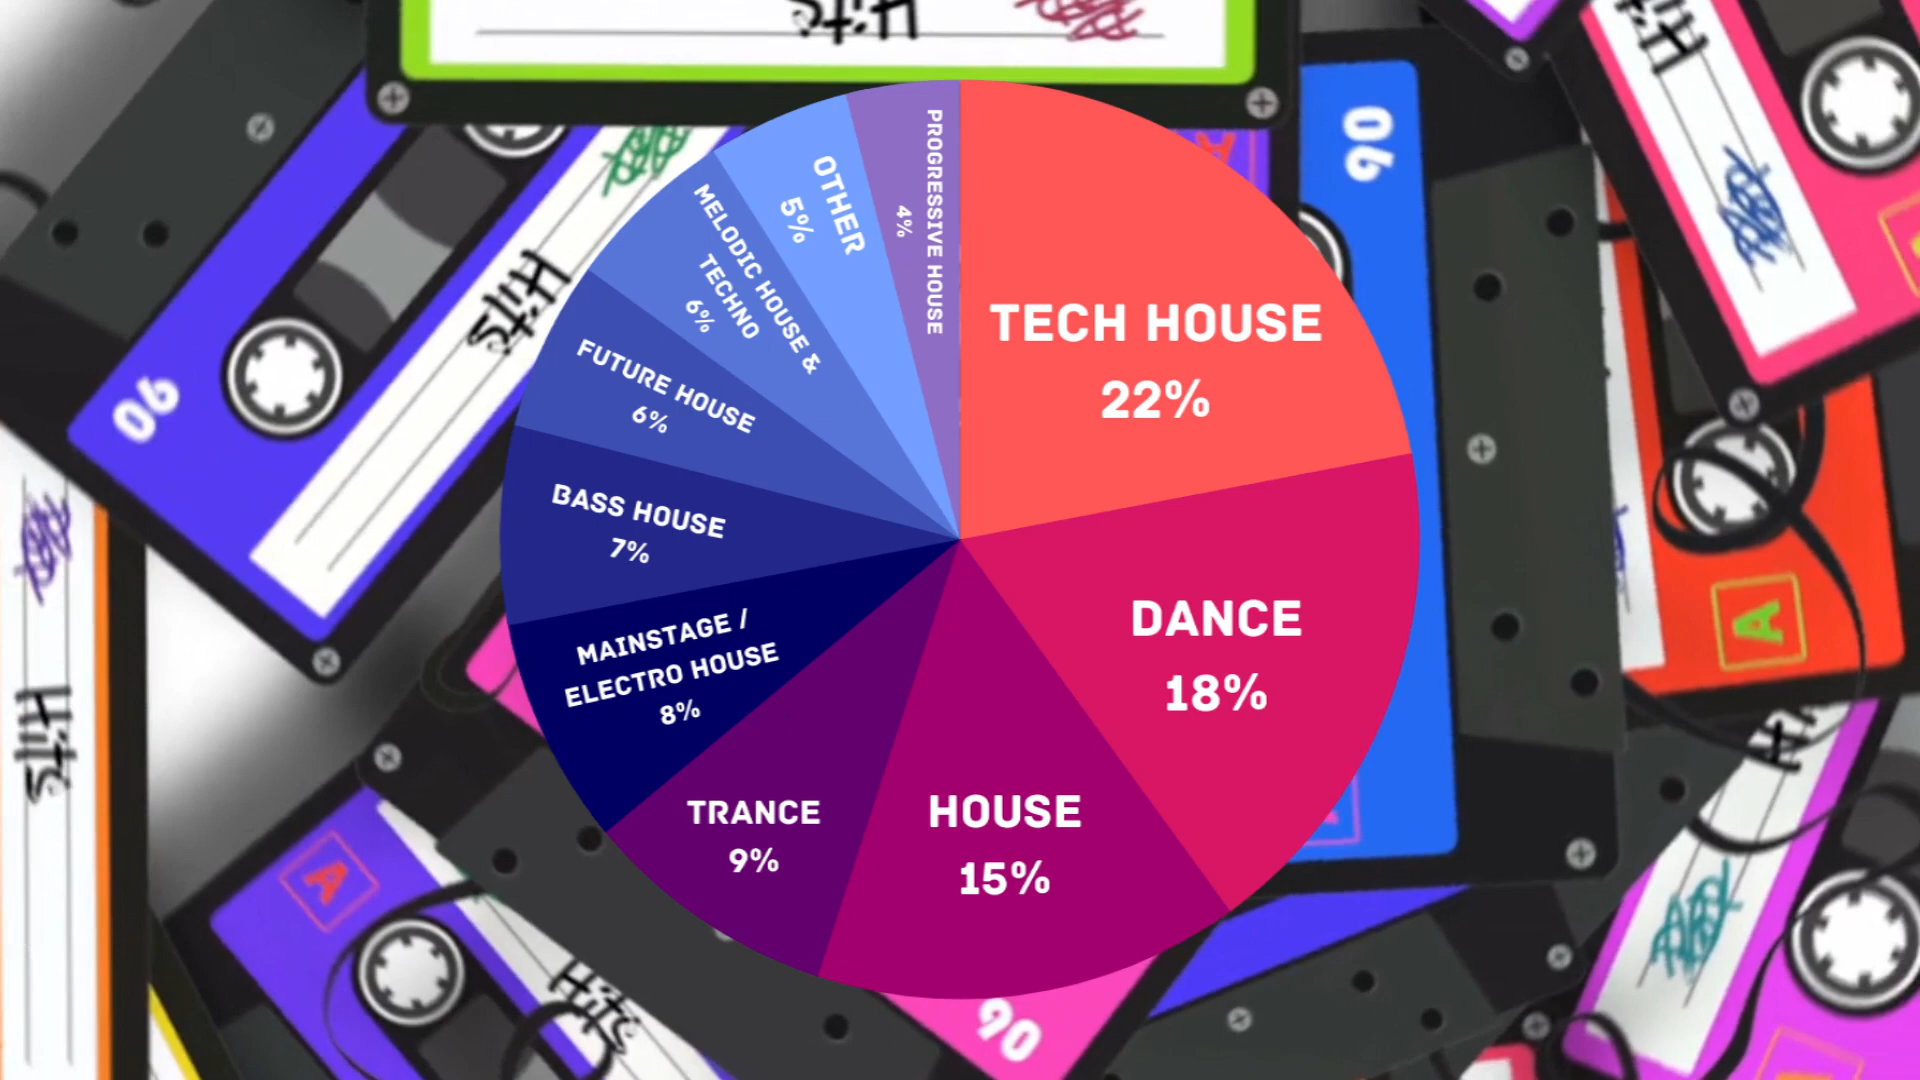 Hits
PROGRESSIVE HOUSE
4%
OTHER
5%
MELODIC HOUSE &
TECHNO
6%
FUTURE HOUSE
6%
BASS HOUSE
7%
MAINSTAGE /
ELECTRO HOUSE
8%
TRANCE
9%
HOUSE
15%
DANCE
18%
TECH HOUSE
22%
90
90
Hits
Hits
Hits
A
A
90
Hits